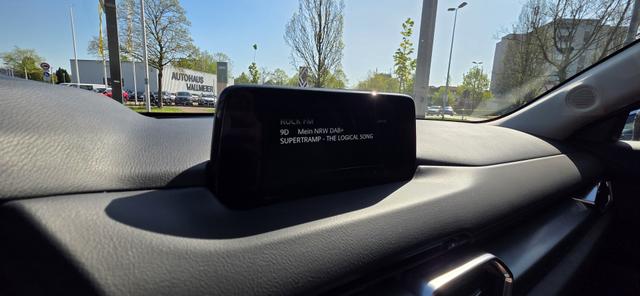 AUTOHAUS
WALLMEIER
ROCK FM
9D Mein NRW DAB+
SUPERTRAMP - THE LOGICAL SONG